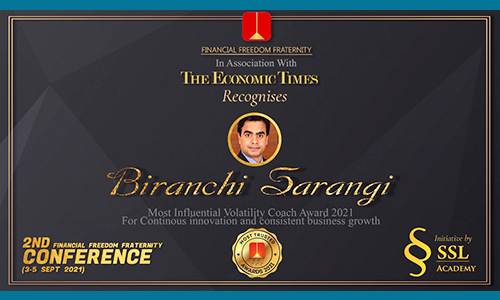 FINANCIAL FREEDOM FRATERNITY
In Association With
THE ECONOMIC TIMES
Recognises
Biranchi Sarangi
Most Influential Volatility Coach Award 2021
For Continous innovation and consistent business growth
2ND
FINANCIAL FREEDOM FRATERNITY
CONFERENCE
(3-5 SEPT 2021)
MOST TRUSTED
AWARDS 2021
Initiative by
SSL
ACADEMY